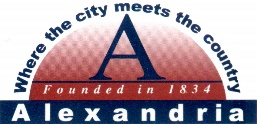 Where the city meets the country
A
Founded in 1834
Alexandria